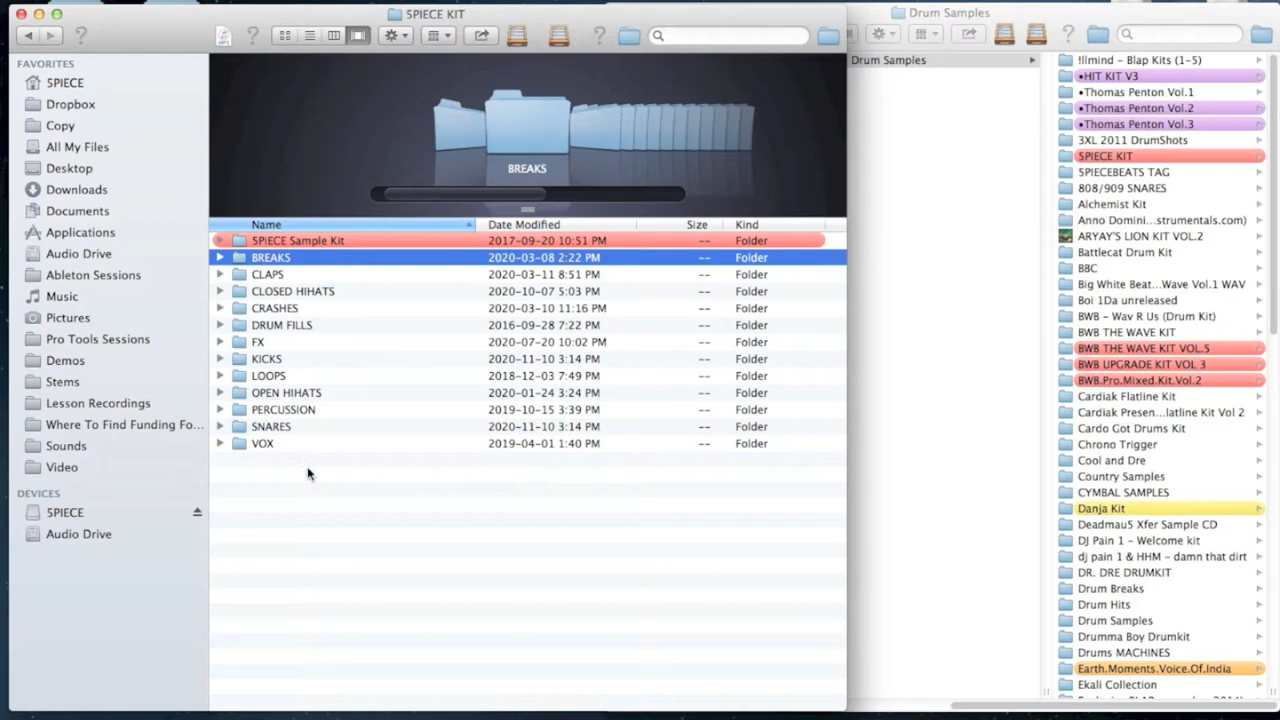 5PIECE KIT
MP3
FAVORITES
5PIECE
Dropbox
Copy
All My Files
Desktop
Downloads
Documents
Applications
Audio Drive
Ableton Sessions
Music
Pictures
Pro Tools Sessions
Demos
Stems
Lesson Recordings
Where To Find Funding Fo...
Sounds
Video
DEVICES
5PIECE
Audio Drive
BREAKS
Name Date Modified Size Kind
5PiECE Sample Kit 2017-09-20 10:51 PM -- Folder
BREAKS 2020-03-08 2:22 PM -- Folder
CLAPS 2020-03-11 8:51 PM -- Folder
CLOSED HIHATS 2020-10-07 5:03 PM -- Folder
CRASHES 2020-03-10 11:16 PM -- Folder
DRUM FILLS 2016-09-28 7:22 PM -- Folder
FX 2020-07-20 10:02 PM -- Folder
KICKS 2020-11-10 3:14 PM -- Folder
LOOPS 2018-12-03 7:49 PM -- Folder
OPEN HIHATS 2020-01-24 3:24 PM -- Folder
PERCUSSION 2019-10-15 3:39 PM -- Folder
SNARES 2020-11-10 3:14 PM -- Folder
VOX 2019-04-01 1:40 PM -- Folder
Drum Samples
Drum Samples
!llmind - Blap Kits (1-5)
•HIT KIT V3
•Thomas Penton Vol.1
•Thomas Penton Vol.2
•Thomas Penton Vol.3
3XL 2011 DrumShots
5PIECE KIT
5PIECEBEATS TAG
808/909 SNARES
Alchemist Kit
Anno Domini...strumentals.com)
ARYAY'S LION KIT VOL.2
Battlecat Drum Kit
BBC
Big White Beat...Wave Vol.1 WAV
Boi 1Da unreleased
BWB - Wav R Us (Drum Kit)
BWB THE WAVE KIT
BWB THE WAVE KIT VOL.5
BWB UPGRADE KIT VOL 3
BWB.Pro.Mixed.Kit.Vol.2
Cardiak Flatline Kit
Cardiak Presen...latline Kit Vol 2
Cardo Got Drums Kit
Chrono Trigger
Cool and Dre
Country Samples
CYMBAL SAMPLES
Danja Kit
Deadmau5 Xfer Sample CD
DJ Pain 1 - Welcome kit
dj pain 1 & HHM - damn that dirt
DR. DRE DRUMKIT
Drum Breaks
Drum Hits
Drum Samples
Drumma Boy Drumkit
Drums MACHINES
Earth.Moments.Voice.Of.India
Ekali Collection